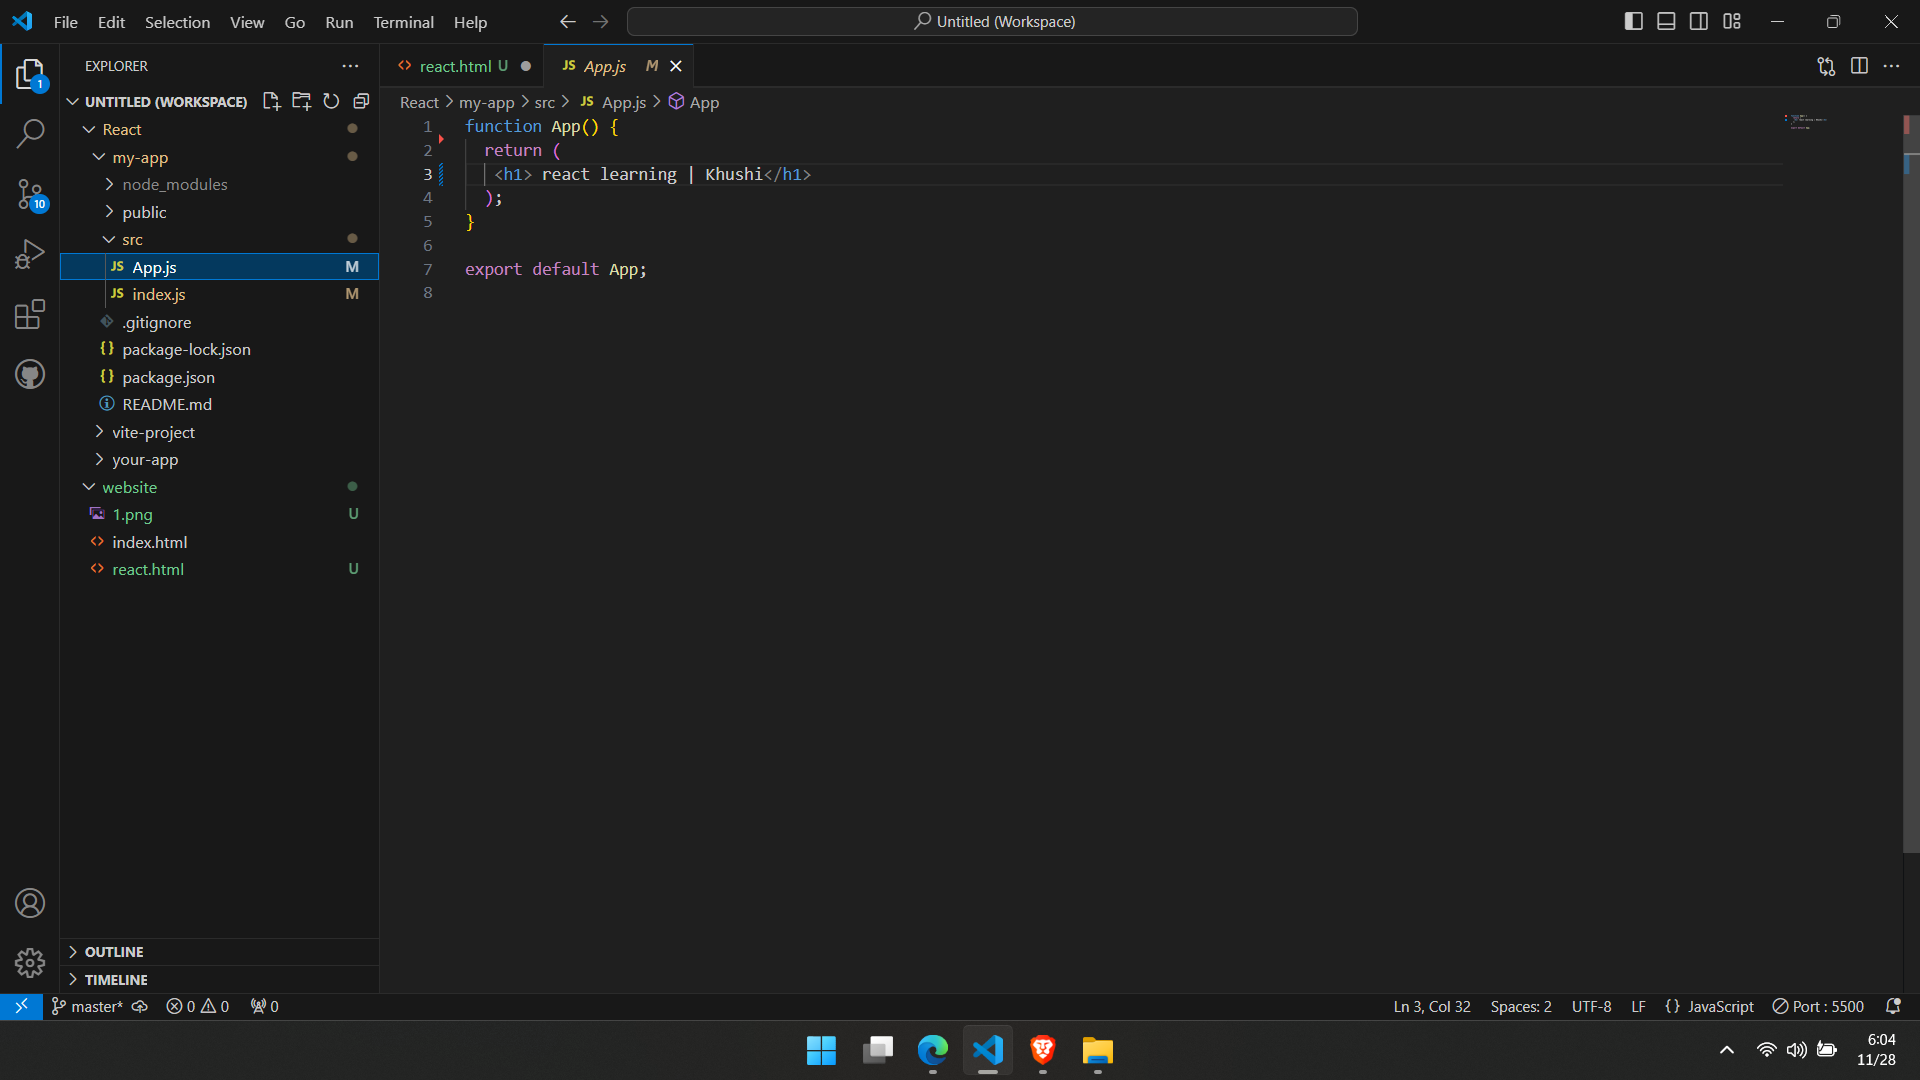 File Edit Selection View Go Run Terminal Help
Untitled (Workspace)
EXPLORER
1
10
UNTITLED (WORKSPACE)
React
my-app
node_modules
public
src
App.js M
index.js M
.gitignore
package-lock.json
package.json
README.md
vite-project
your-app
website
1.png U
index.html
react.html U
OUTLINE
TIMELINE
react.html U
JS App.js M
React my-app src JS App.js App
1 function App() {
2 return (
3 <h1> react learning | Khushi</h1>
4 );
5 }
6
7 export default App;
8
master* 0 0 0
Ln 3, Col 32 Spaces: 2 UTF-8 LF {} JavaScript Port : 5500
6:04
11/28